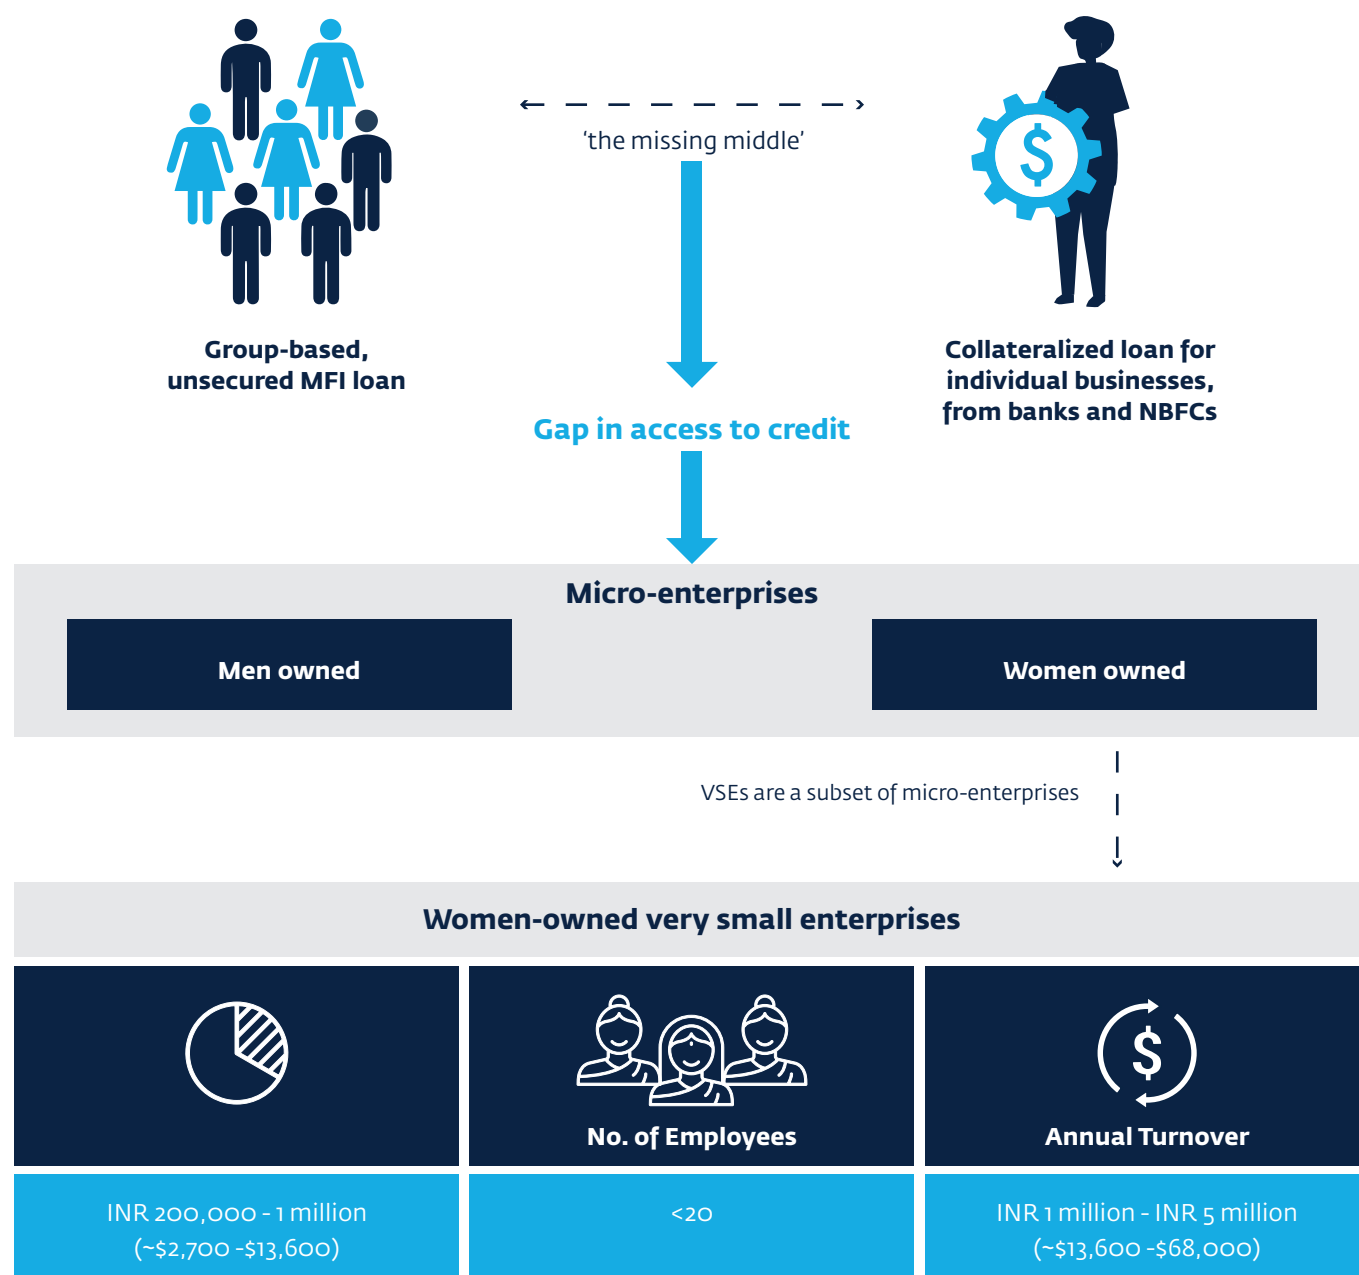 'the missing middle'
$
Group-based,
unsecured MFI loan
Collateralized loan for
individual businesses,
from banks and NBFCs
Gap in access to credit
Micro-enterprises
Men owned
Women owned
VSEs are a subset of micro-enterprises
Women-owned very small enterprises
$
No. of Employees
Annual Turnover
INR 200,000 - 1 million
(~$2,700 -$13,600)
<20
INR 1 million - INR 5 million
(~$13,600 -$68,000)